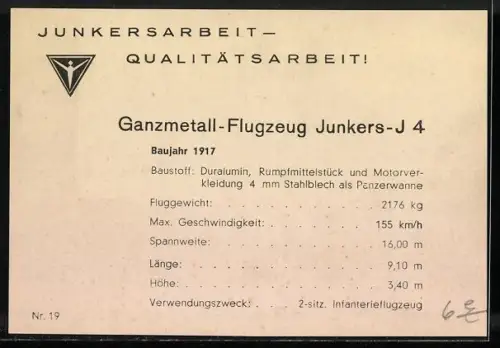 JUNKERSARBEIT—
QUALITÄTSARBEIT!
Ganzmetall-Flugzeug Junkers-J 4
Baujahr 1917
Baustoff: Duralumin, Rumpfmittelstück und Motorver-
kleidung 4 mm Stahlblech als Panzerwanne
Fluggewicht: . . . . . . . . . 2176 kg
Max. Geschwindigkeit: . . . . . . 155 km/h
Spannweite: . . . . . . . . . 16,00 m
Länge: . . . . . . . . . . . 9,10 m
Höhe: . . . . . . . . . . . 3,40 m
Verwendungszweck: . . 2-sitz. Infanterieflugzeug
Nr. 19